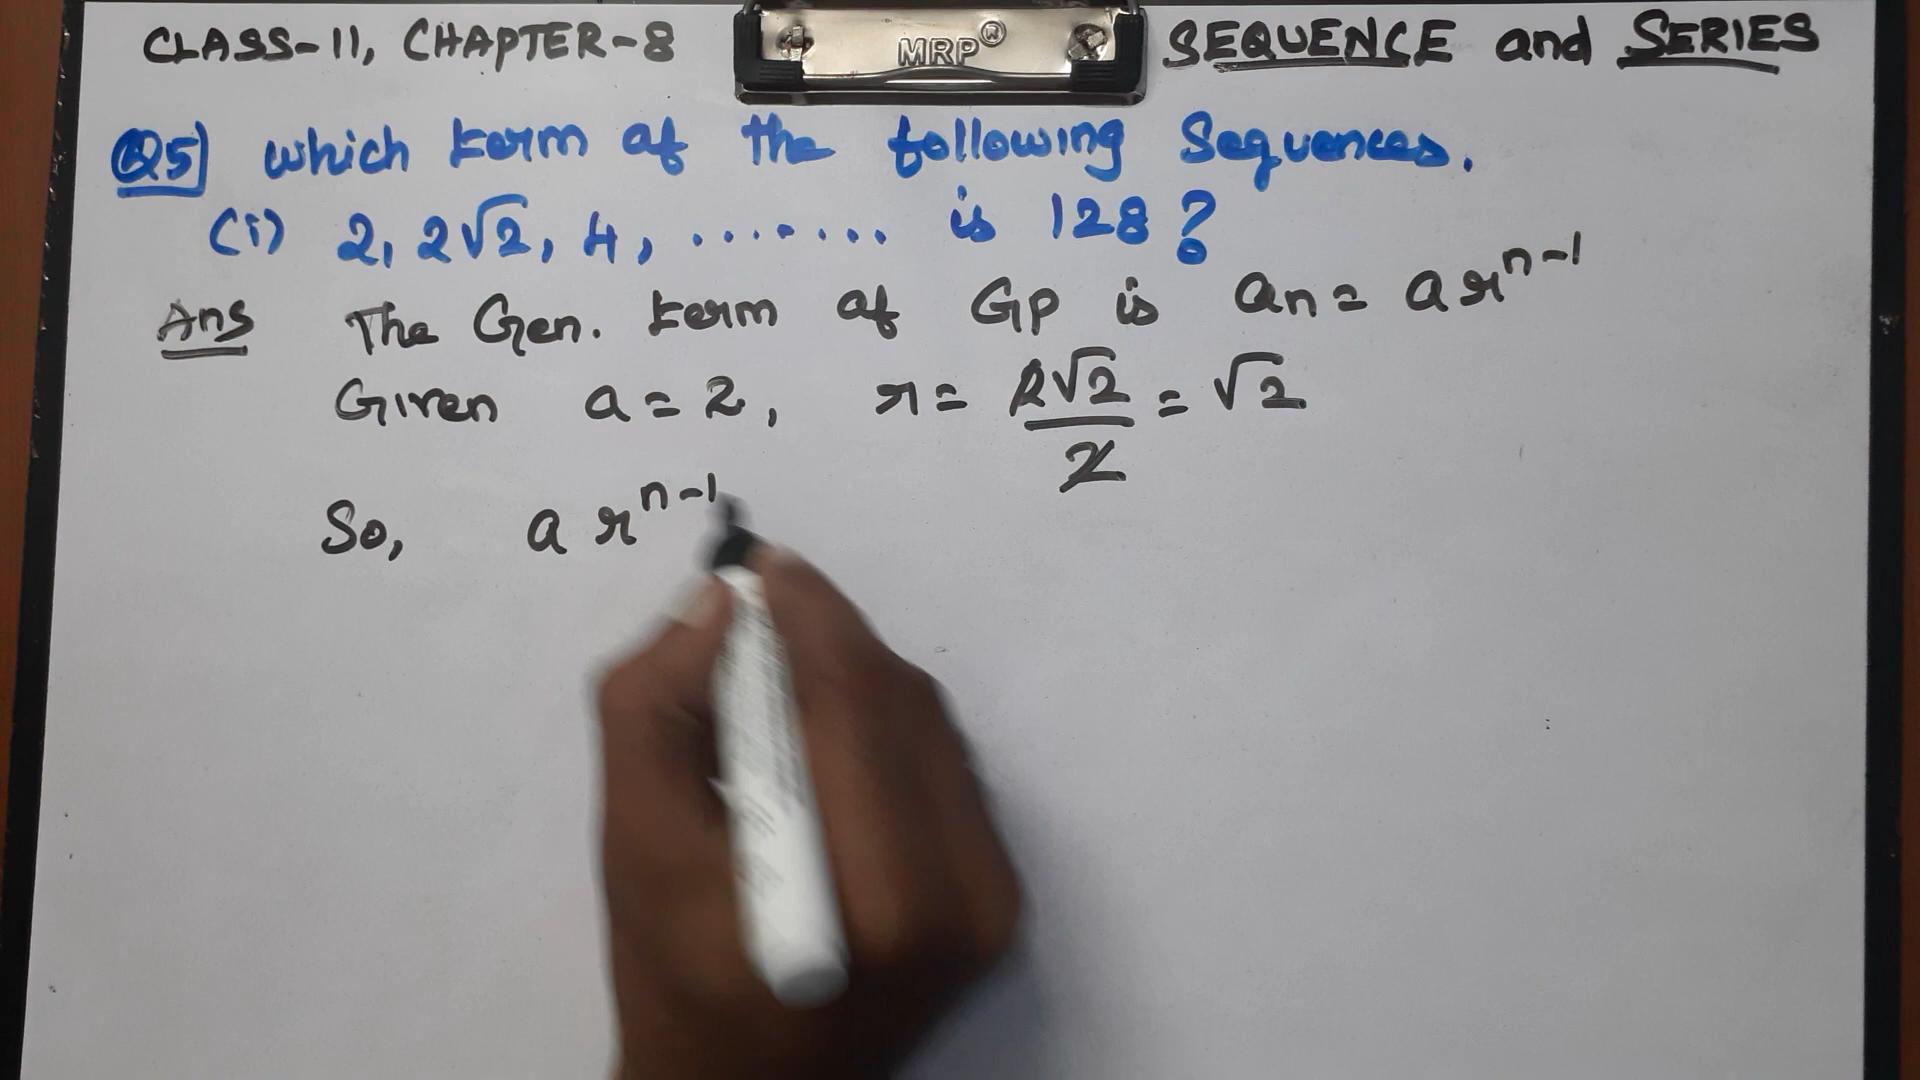 CLASS-11, CHAPTER-8 MRP® SEQUENCE and SERIES
Q5] which term of the following Sequences.
(i) 2, 2√2, 4, ........ is 128?
Ans The Gen. term of GP is an = ar^n-1
Given a = 2, r = 2√2/2 = √2
So, a r^n-1